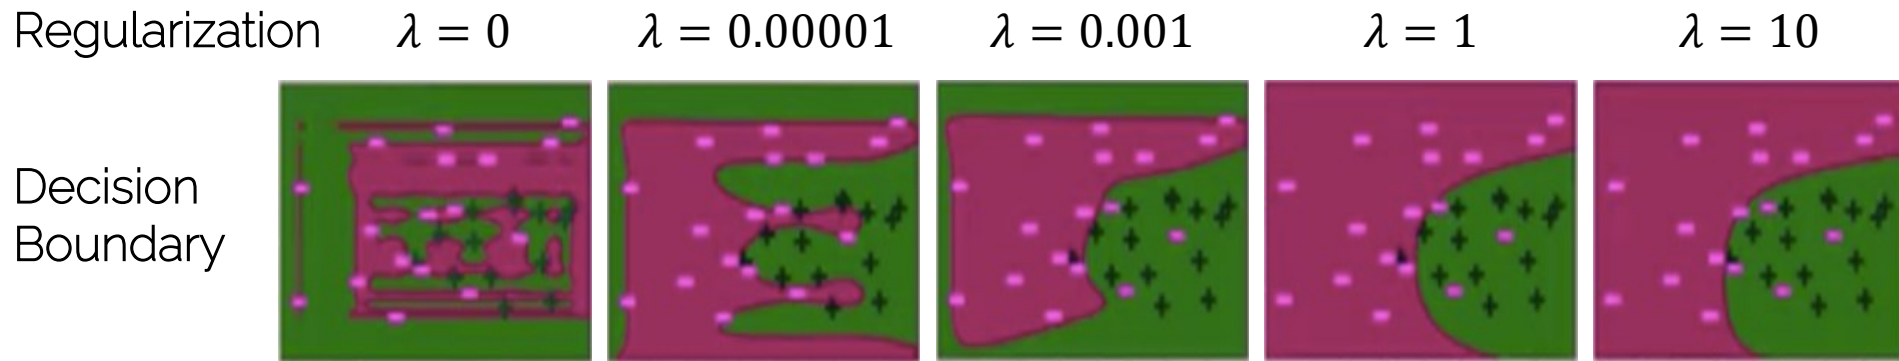 Regularization λ = 0 λ = 0.00001 λ = 0.001 λ = 1 λ = 10
Decision
Boundary